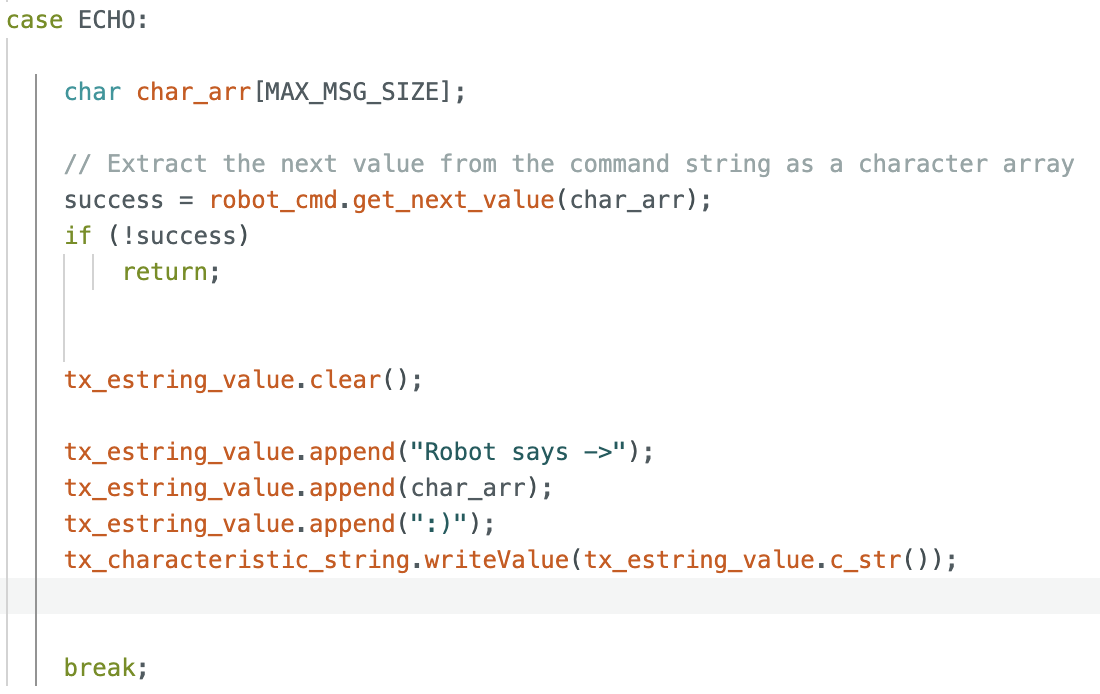 case ECHO:
char char_arr[MAX_MSG_SIZE];
// Extract the next value from the command string as a character array
success = robot_cmd.get_next_value(char_arr);
if (!success)
return;
tx_estring_value.clear();
tx_estring_value.append("Robot says ->");
tx_estring_value.append(char_arr);
tx_estring_value.append(":)");
tx_characteristic_string.writeValue(tx_estring_value.c_str());
break;